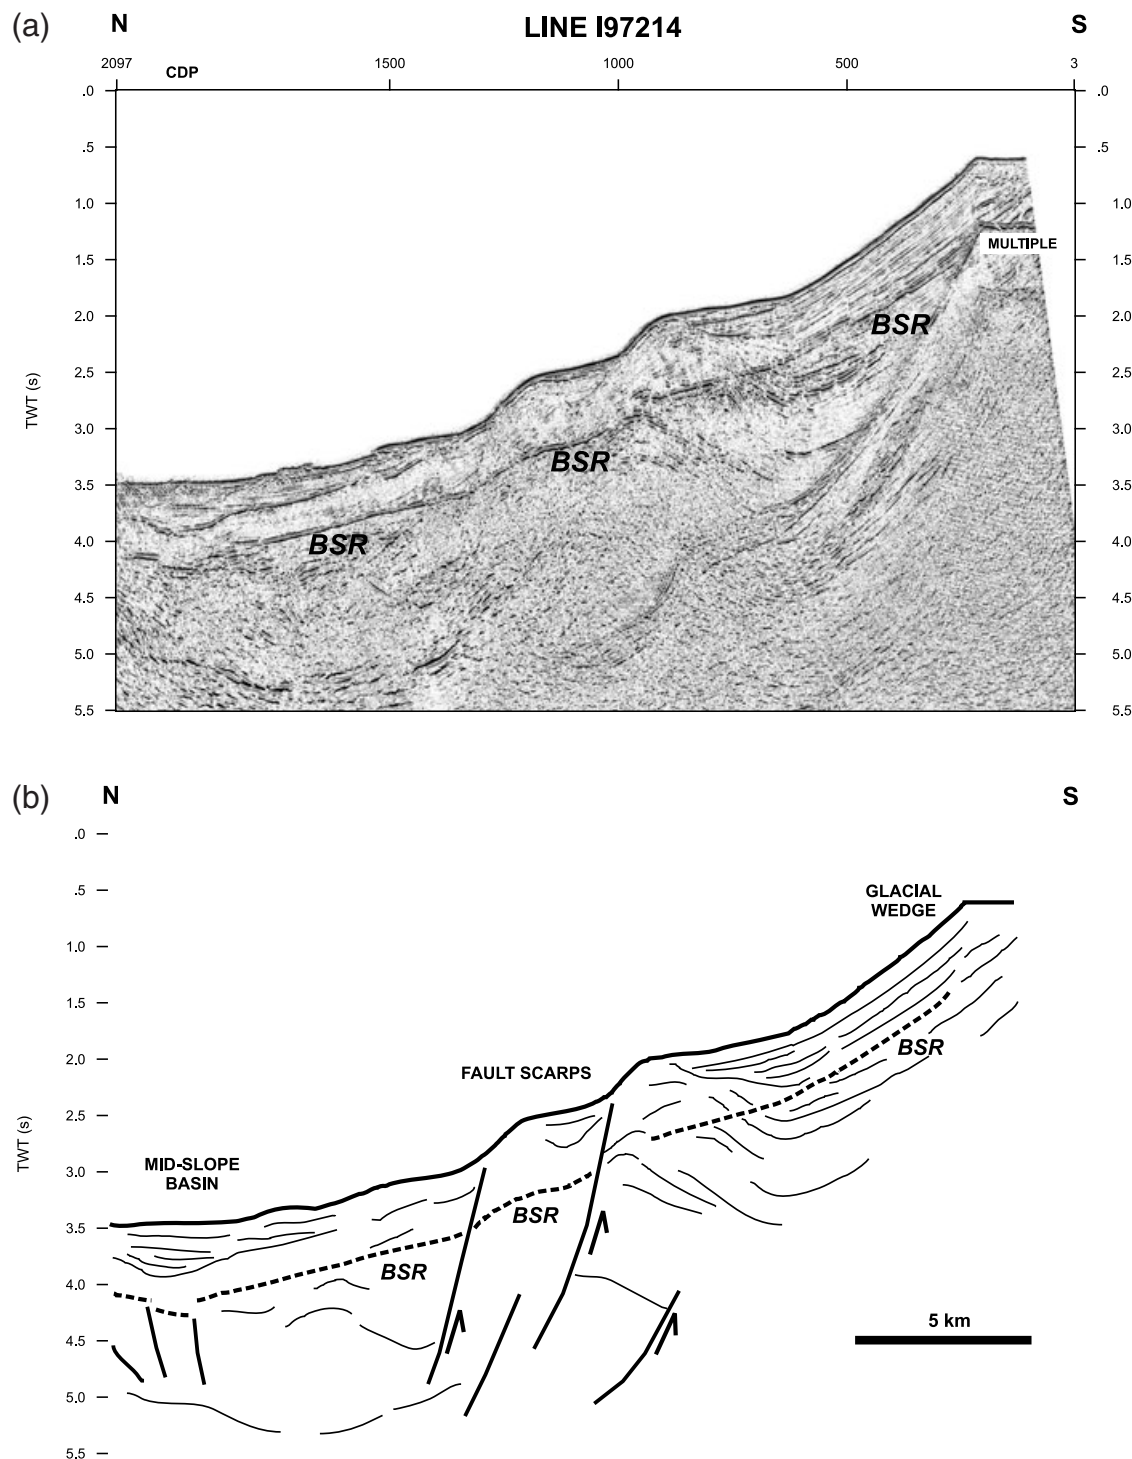 (a) N LINE I97214 S
2097 CDP 1500 1000 500 3
.0 .0
.5 .5
1.0 1.0
MULTIPLE
1.5 1.5
2.0 BSR 2.0
TWT (s)
2.5 2.5
3.0 3.0
BSR
3.5 3.5
4.0 BSR 4.0
4.5 4.5
5.0 5.0
5.5 5.5
(b) N S
.0
.5
GLACIAL
WEDGE
1.0
1.5
BSR
2.0
FAULT SCARPS
2.5
TWT (s)
3.0
MID-SLOPE
BASIN
BSR
3.5
BSR
4.0
5 km
4.5
5.0
5.5